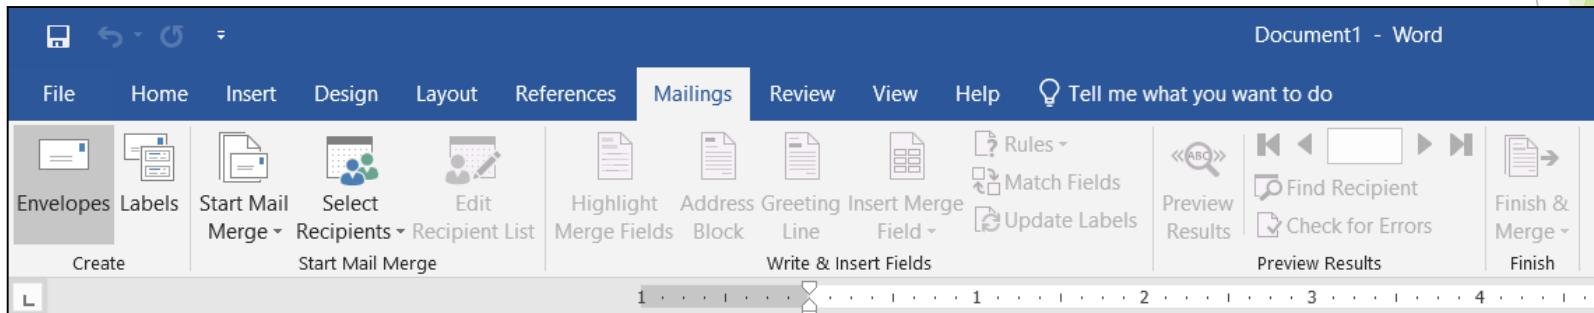 Document1 - Word
File Home Insert Design Layout References Mailings Review View Help Tell me what you want to do
Envelopes
Labels
Start Mail
Merge
Select
Recipients
Edit
Recipient List
Highlight
Merge Fields
Address
Block
Greeting
Line
Insert Merge
Field
Rules
Match Fields
Update Labels
«ABC»
Preview
Results
Find Recipient
Check for Errors
Finish &
Merge
Create
Start Mail Merge
Write & Insert Fields
Preview Results
Finish
L
1 1 2 3 4